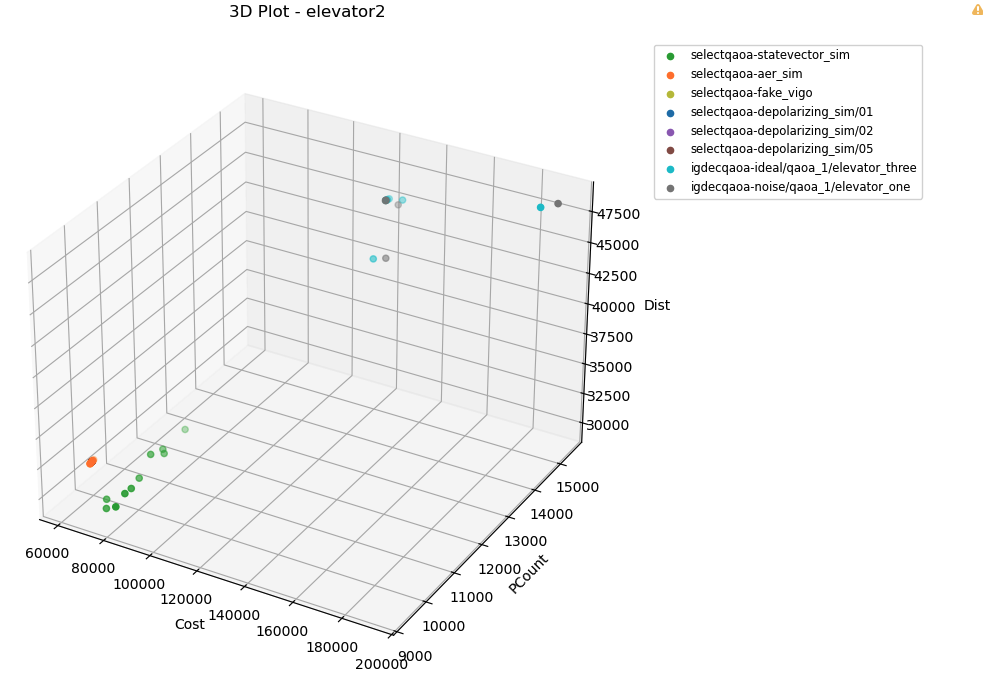 3D Plot - elevator2
selectqaoa-statevector_sim
selectqaoa-aer_sim
selectqaoa-fake_vigo
selectqaoa-depolarizing_sim/01
selectqaoa-depolarizing_sim/02
selectqaoa-depolarizing_sim/05
igdecqaoa-ideal/qaoa_1/elevator_three
igdecqaoa-noise/qaoa_1/elevator_one
47500
45000
42500
40000
Dist
37500
35000
32500
30000
15000
14000
13000
12000
PCount
11000
10000
9000
60000
80000
100000
120000
140000
Cost
160000
180000
200000